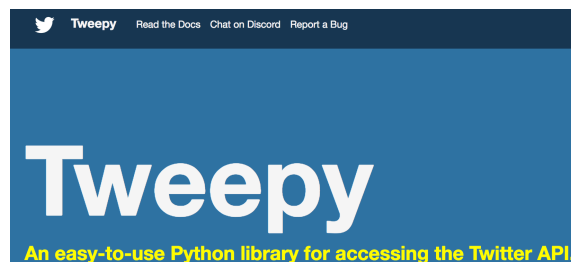 Tweepy Read the Docs Chat on Discord Report a Bug
Tweepy
An easy-to-use Python library for accessing the Twitter API.